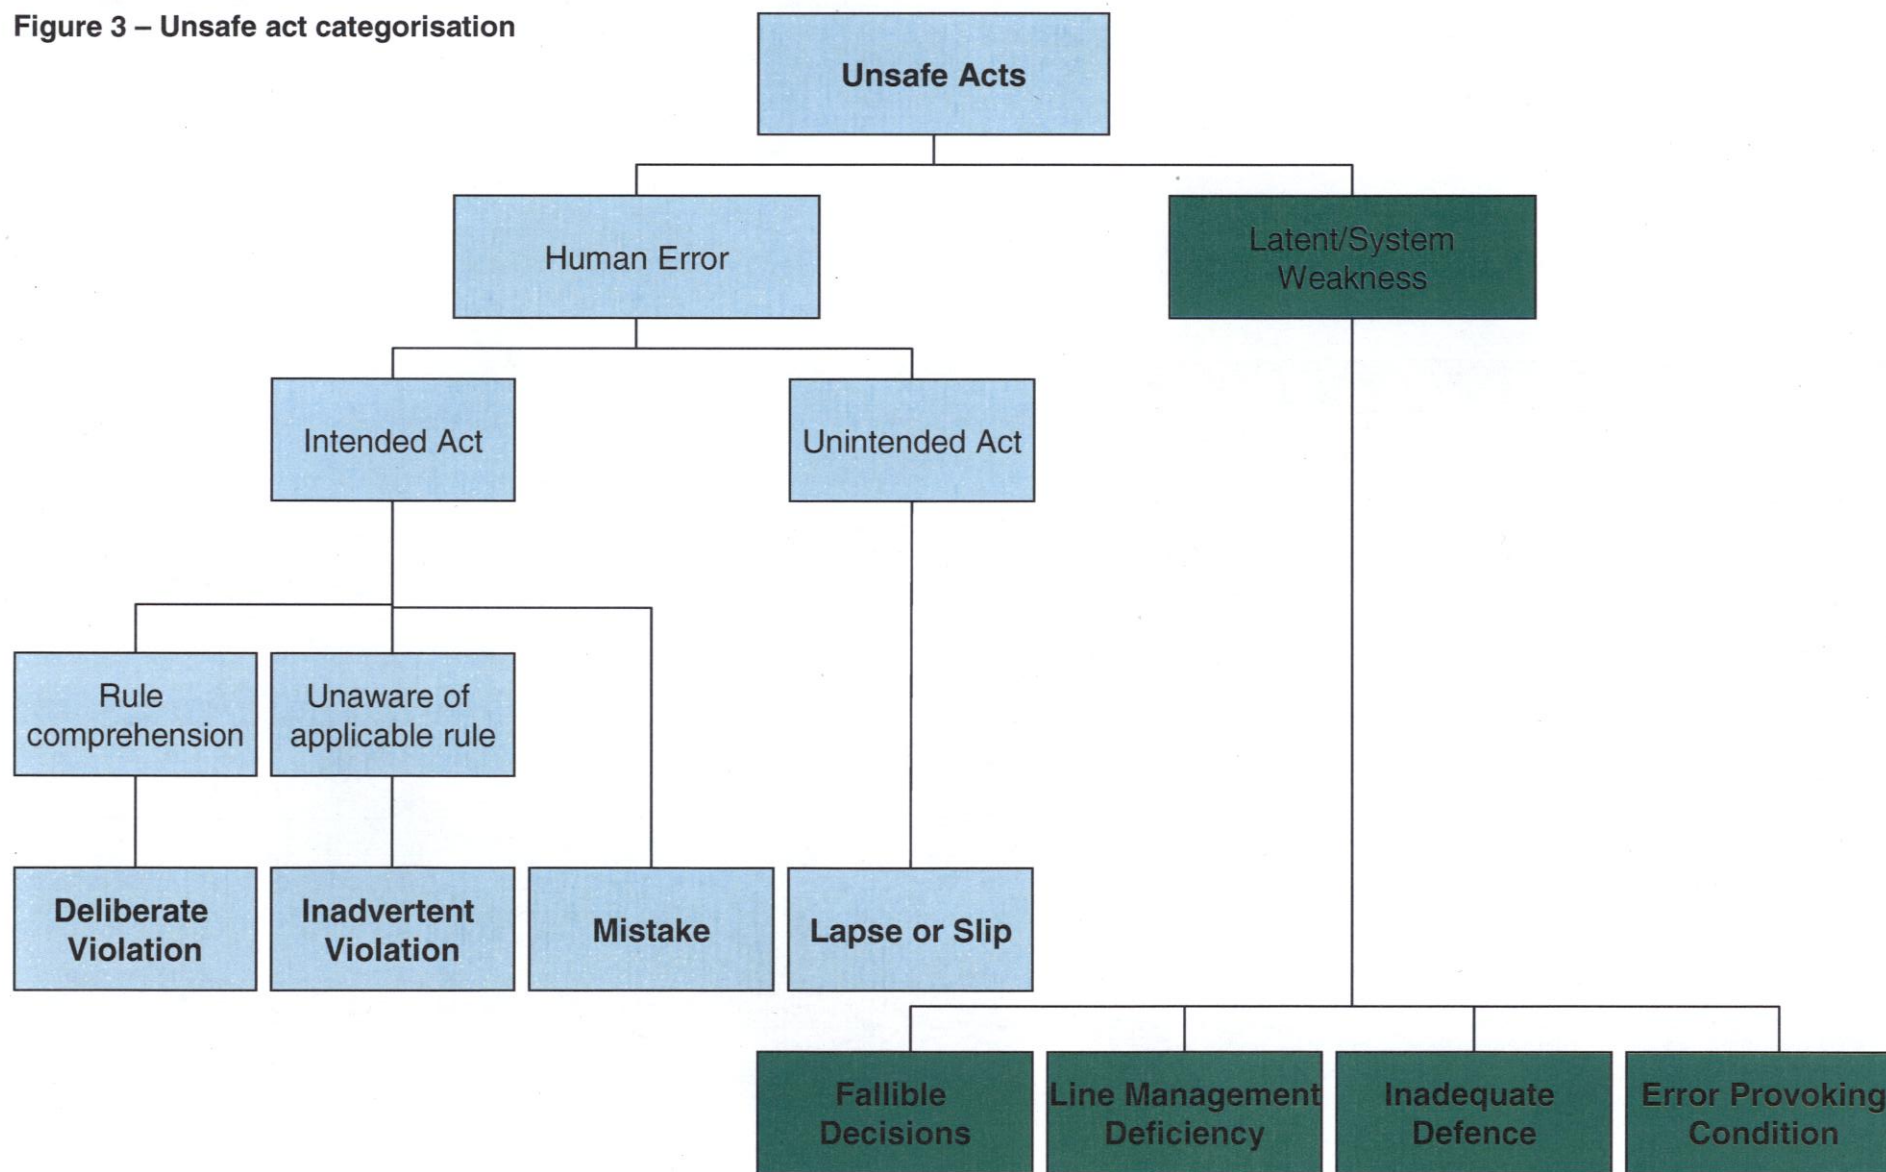 Figure 3 – Unsafe act categorisation
Unsafe Acts
Human Error
Latent/System
Weakness
Intended Act
Unintended Act
Rule
comprehension
Unaware of
applicable rule
Deliberate
Violation
Inadvertent
Violation
Mistake
Lapse or Slip
Fallible
Decisions
Line Management
Deficiency
Inadequate
Defence
Error Provoking
Condition